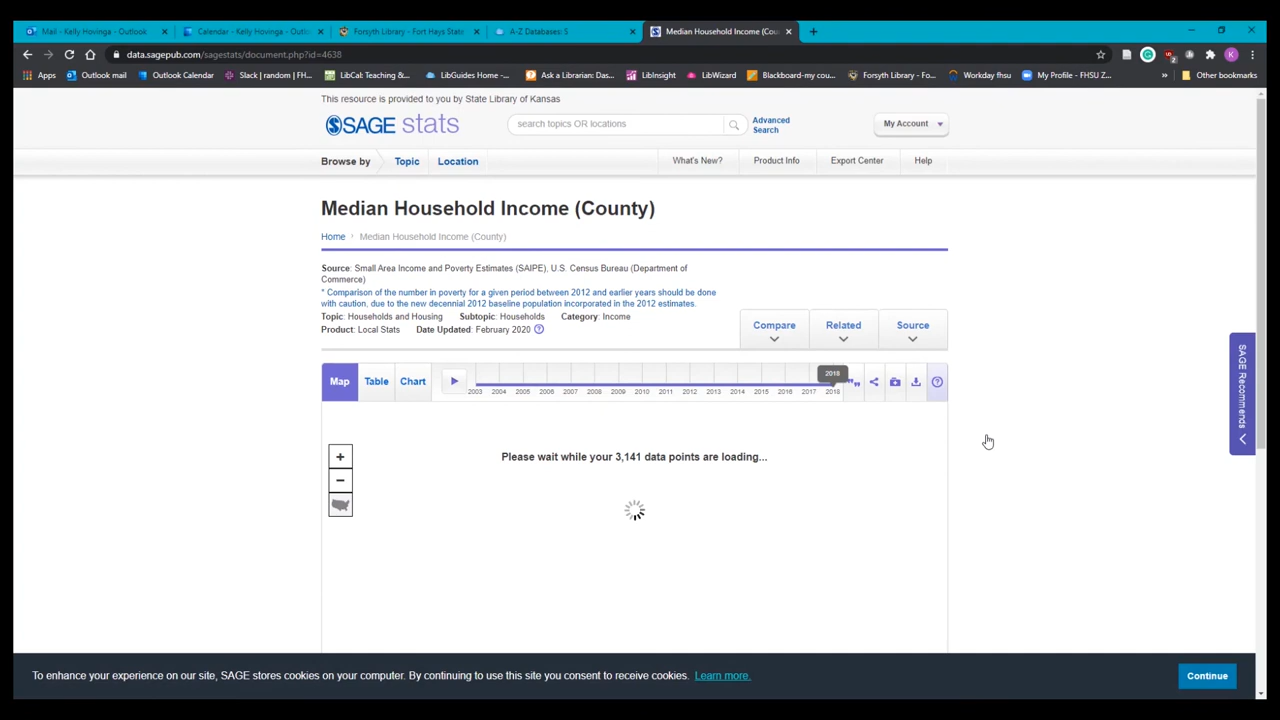 Mail - Kelly Hovinga - Outlook
Calendar - Kelly Hovinga - Outlo
Forsyth Library - Fort Hays State
A-Z Databases: S
Median Household Income (Cou
data.sagepub.com/sagestats/document.php?id=4638
Apps
Outlook mail
Outlook Calendar
Slack | random | FH...
LibCal: Teaching &...
LibGuides Home -...
Ask a Librarian: Das...
LibInsight
LibWizard
Blackboard-my cou...
Forsyth Library - Fo...
Workday fhsu
My Profile - FHSU Z...
»
Other bookmarks
This resource is provided to you by State Library of Kansas
SAGE stats
search topics OR locations
Advanced
Search
My Account
Browse by
Topic
Location
What's New?
Product Info
Export Center
Help
Median Household Income (County)
Home › Median Household Income (County)
Source: Small Area Income and Poverty Estimates (SAIPE), U.S. Census Bureau (Department of
Commerce)
* Comparison of the number in poverty for a given period between 2012 and earlier years should be done
with caution, due to the new decennial 2012 baseline population incorporated in the 2012 estimates.
Topic: Households and Housing Subtopic: Households Category: Income
Product: Local Stats Date Updated: February 2020 ?
Compare
Related
Source
Map
Table
Chart
2018
2003 2004 2005 2006 2007 2008 2009 2010 2011 2012 2013 2014 2015 2016 2017 2018
SAGE Recommends
+
−
Please wait while your 3,141 data points are loading...
To enhance your experience on our site, SAGE stores cookies on your computer. By continuing to use this site you consent to receive cookies. Learn more.
Continue